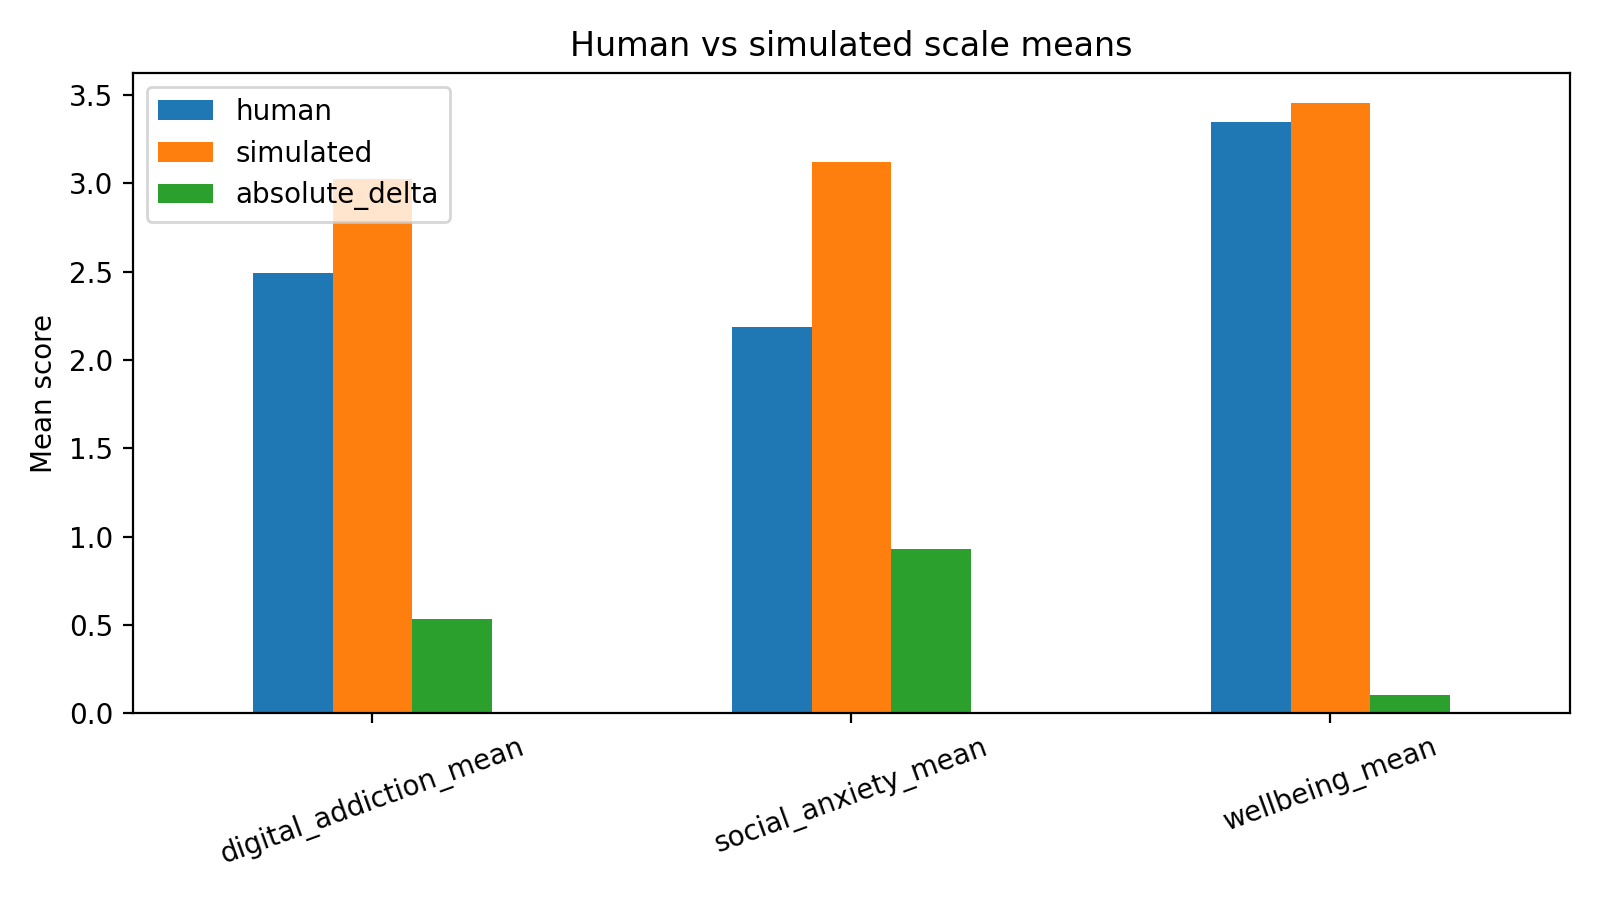 Human vs simulated scale means
human
simulated
absolute_delta
Mean score
3.5
3.0
2.5
2.0
1.5
1.0
0.5
0.0
digital_addiction_mean
social_anxiety_mean
wellbeing_mean